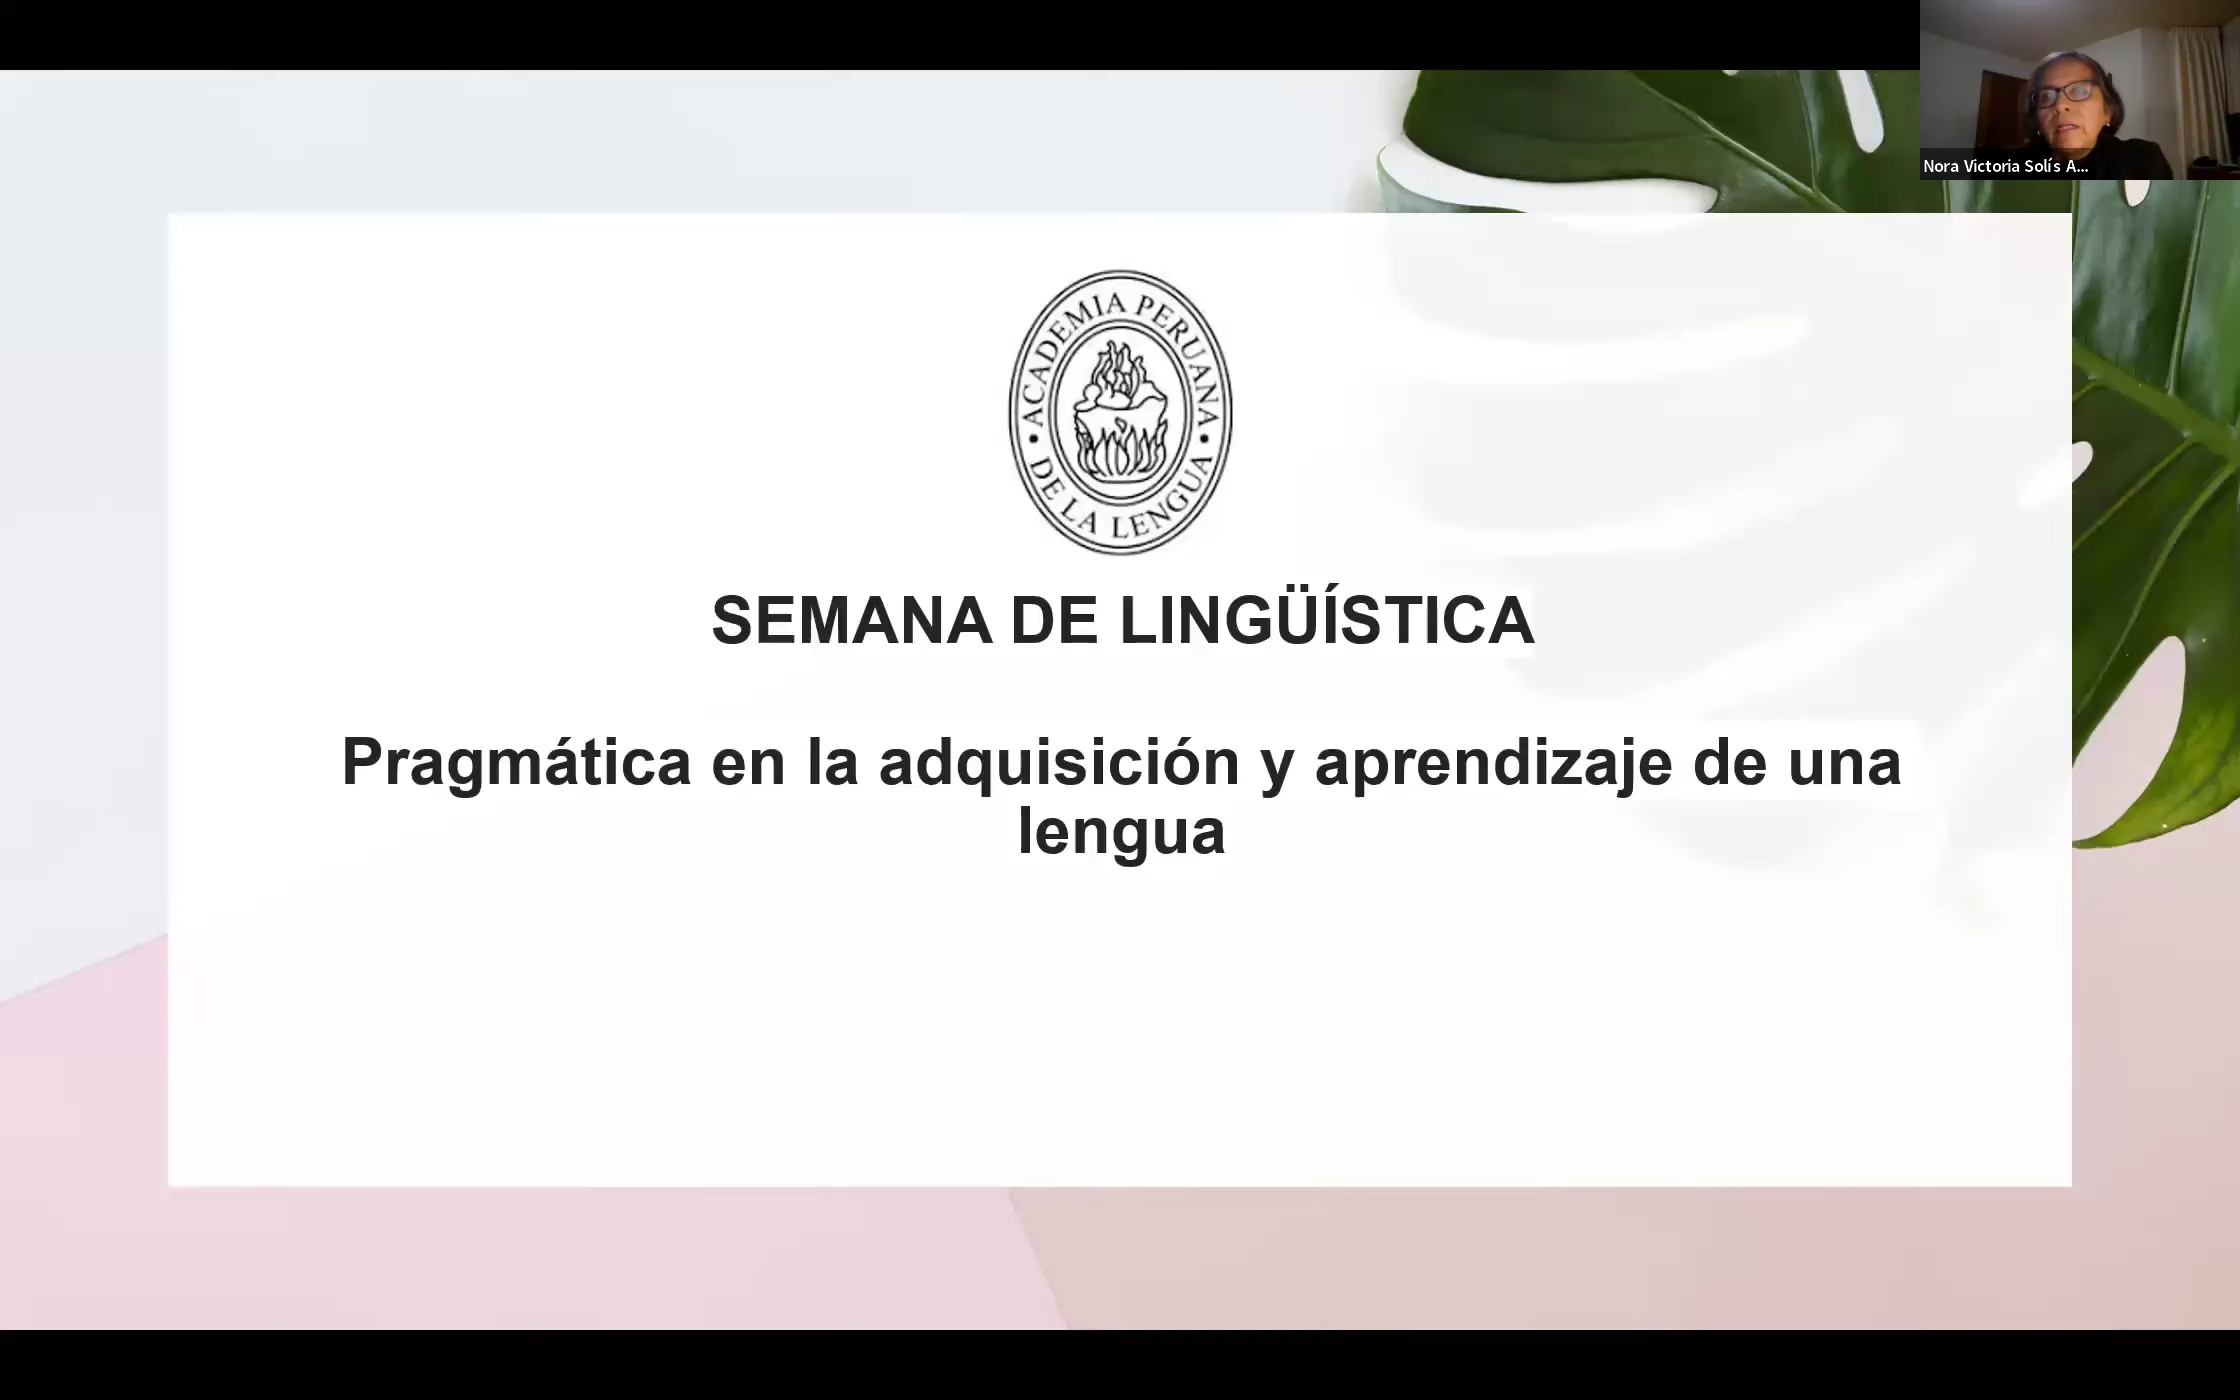 Nora Victoria Solís A...
ACADEMIA PERUANA
DE LA LENGUA
SEMANA DE LINGÜÍSTICA
Pragmática en la adquisición y aprendizaje de una
lengua